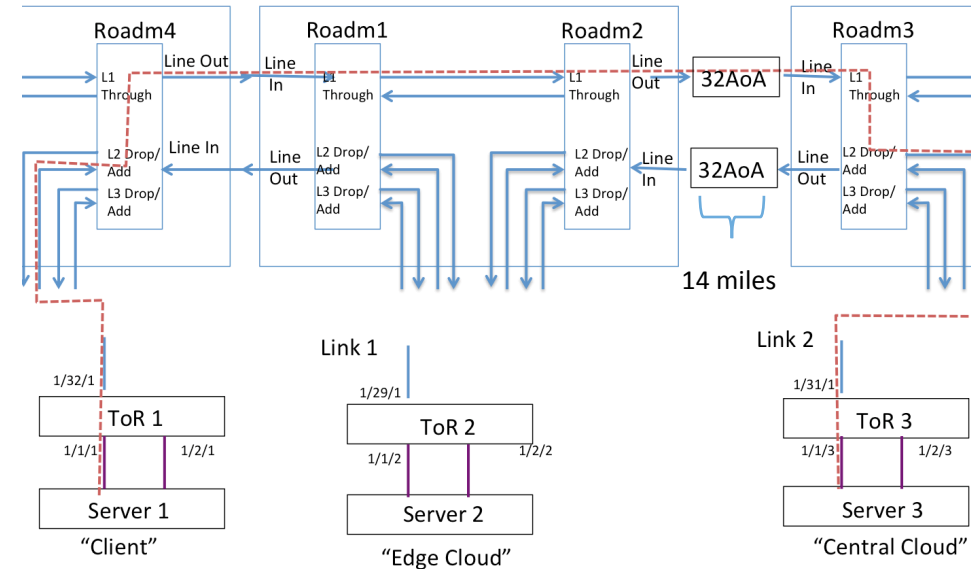 Roadm4
Roadm1
Roadm2
Roadm3
Line Out
Line
In
Line
Out
32AoA
Line
In
L1
Through
L1
Through
L1
Through
L1
Through
L2 Drop/
Add
L3 Drop/
Add
Line In
Line
Out
L2 Drop/
Add
L3 Drop/
Add
L2 Drop/
Add
L3 Drop/
Add
Line
In
32AoA
Line
Out
L2 Drop/
Add
L3 Drop/
Add
14 miles
Link 1
Link 2
1/32/1
1/29/1
1/31/1
ToR 1
ToR 2
ToR 3
1/1/1
1/2/1
1/1/2
1/2/2
1/1/3
1/2/3
Server 1
Server 2
Server 3
“Client”
“Edge Cloud”
“Central Cloud”